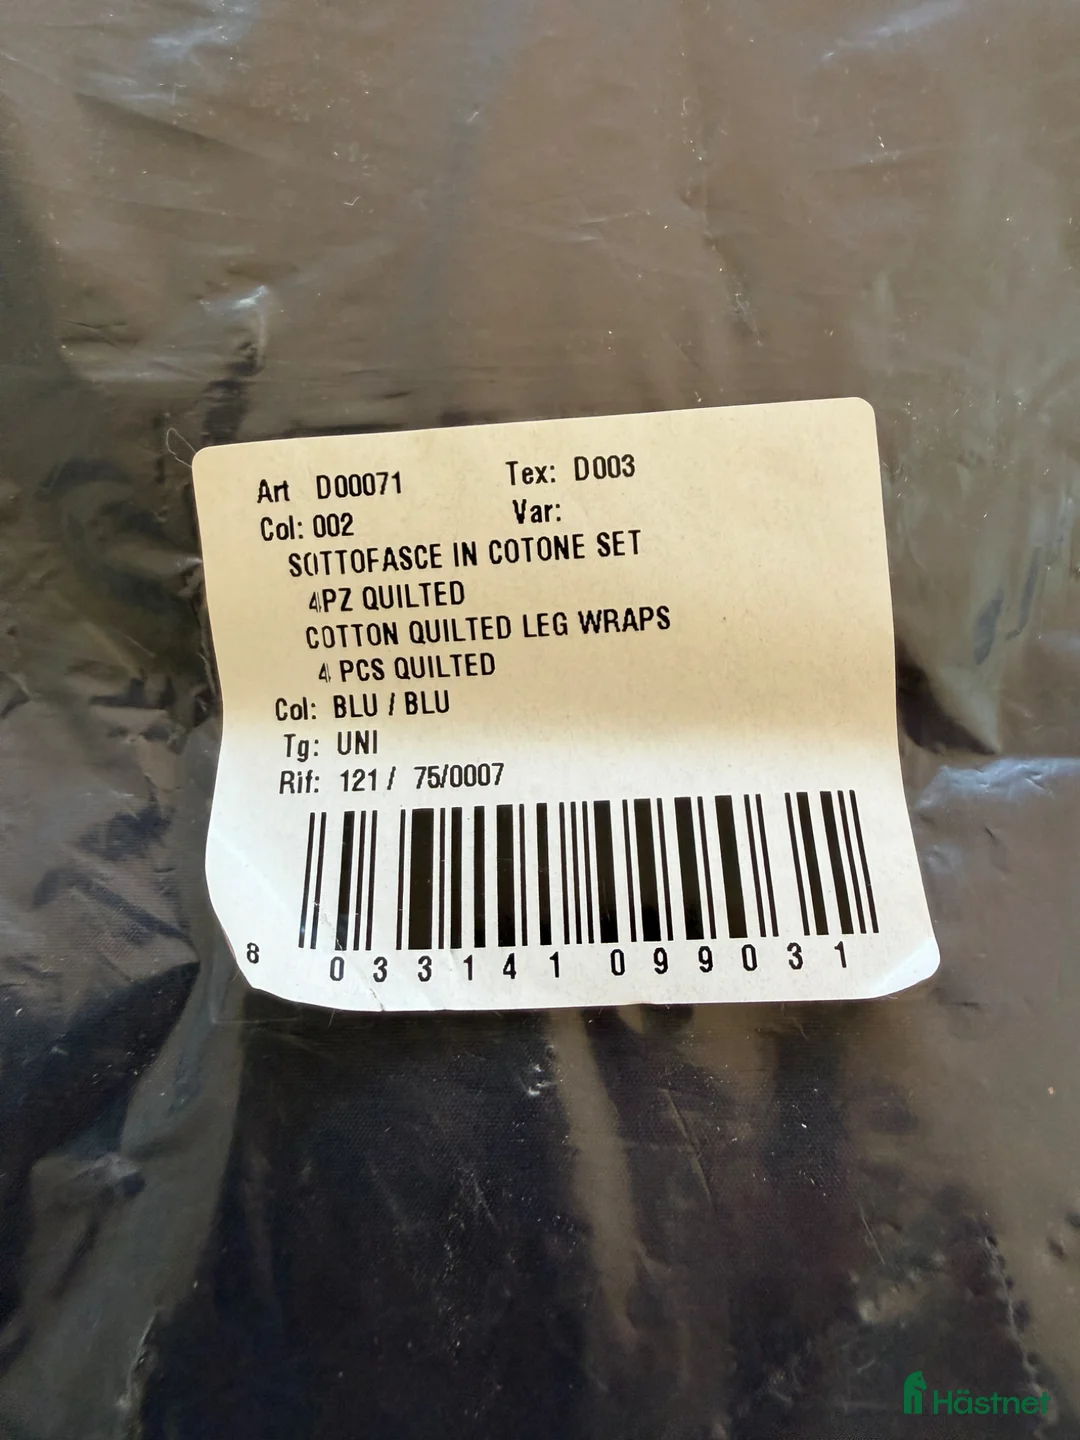 Art D00071 Tex: D003
Col: 002 Var:
SOTTOFASCE IN COTONE SET
4PZ QUILTED
COTTON QUILTED LEG WRAPS
4 PCS QUILTED
Col: BLU / BLU
Tg: UNI
Rif: 121 / 75/0007
8 033141 099031
Hästnet